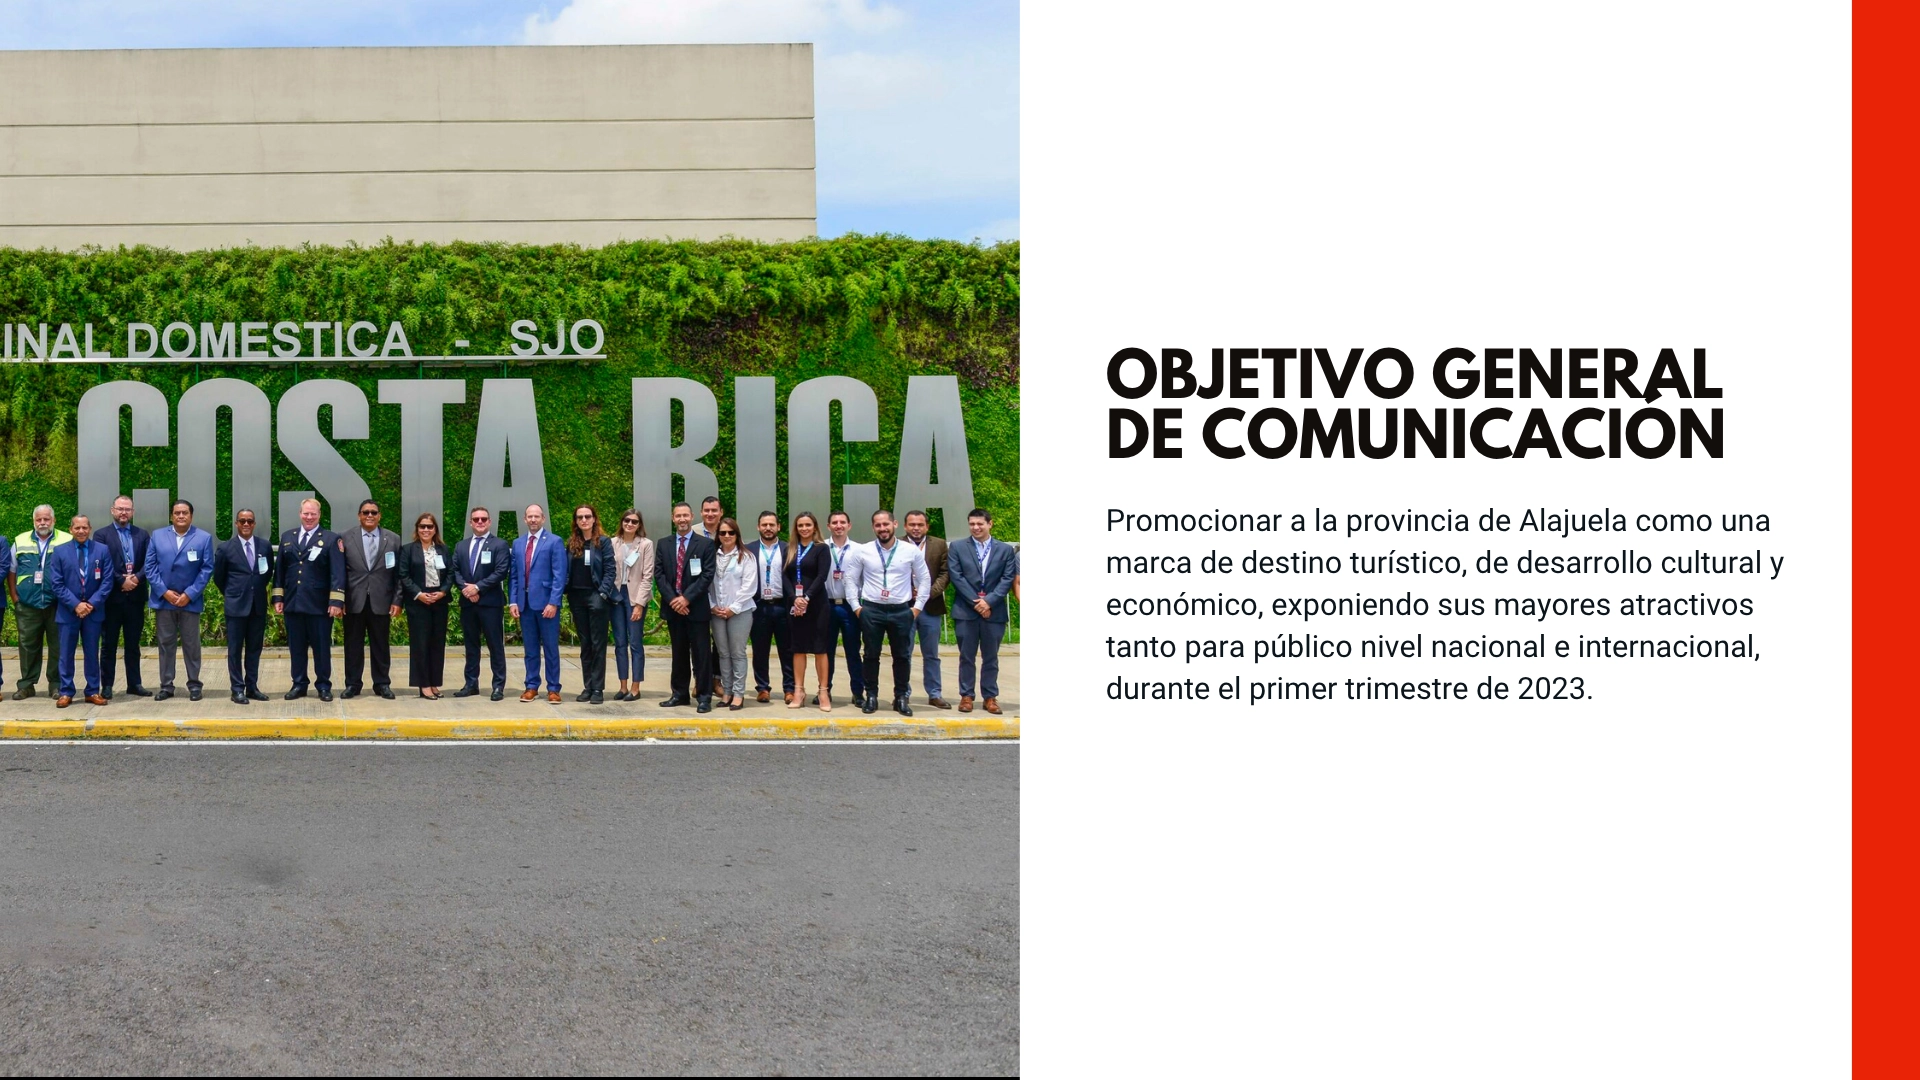 INAL DOMESTICA - SJO
COSTA RICA
OBJETIVO GENERAL
DE COMUNICACIÓN
Promocionar a la provincia de Alajuela como una
marca de destino turístico, de desarrollo cultural y
económico, exponiendo sus mayores atractivos
tanto para público nivel nacional e internacional,
durante el primer trimestre de 2023.